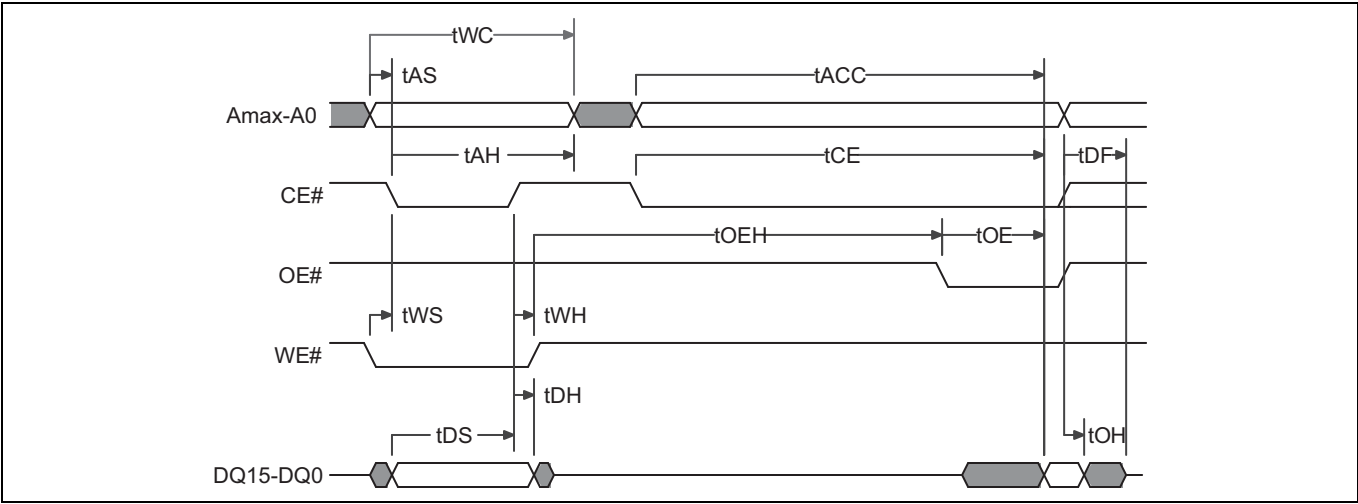 tWC
tAS
tACC
Amax-A0
tAH
tCE
tDF
CE#
tOEH
tOE
OE#
tWS
tWH
WE#
tDH
tDS
tOH
DQ15-DQ0